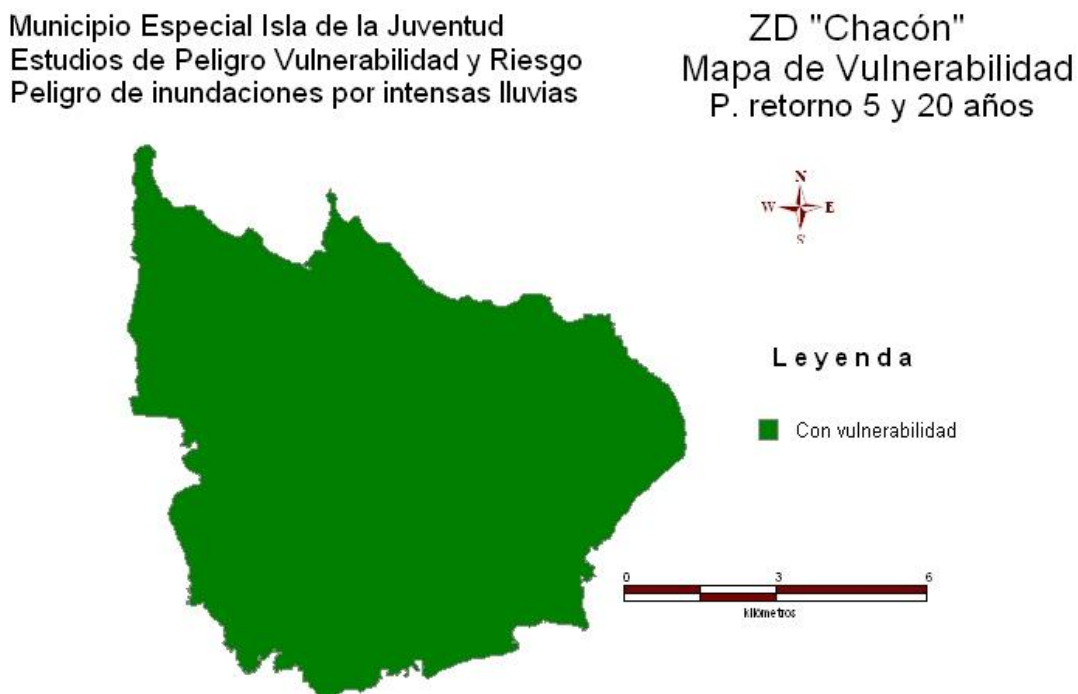 Municipio Especial Isla de la Juventud
Estudios de Peligro Vulnerabilidad y Riesgo
Peligro de inundaciones por intensas lluvias
ZD "Chacón"
Mapa de Vulnerabilidad
P. retorno 5 y 20 años
N
W E
S
Leyenda
Con vulnerabilidad
0 3 6
kilómetros